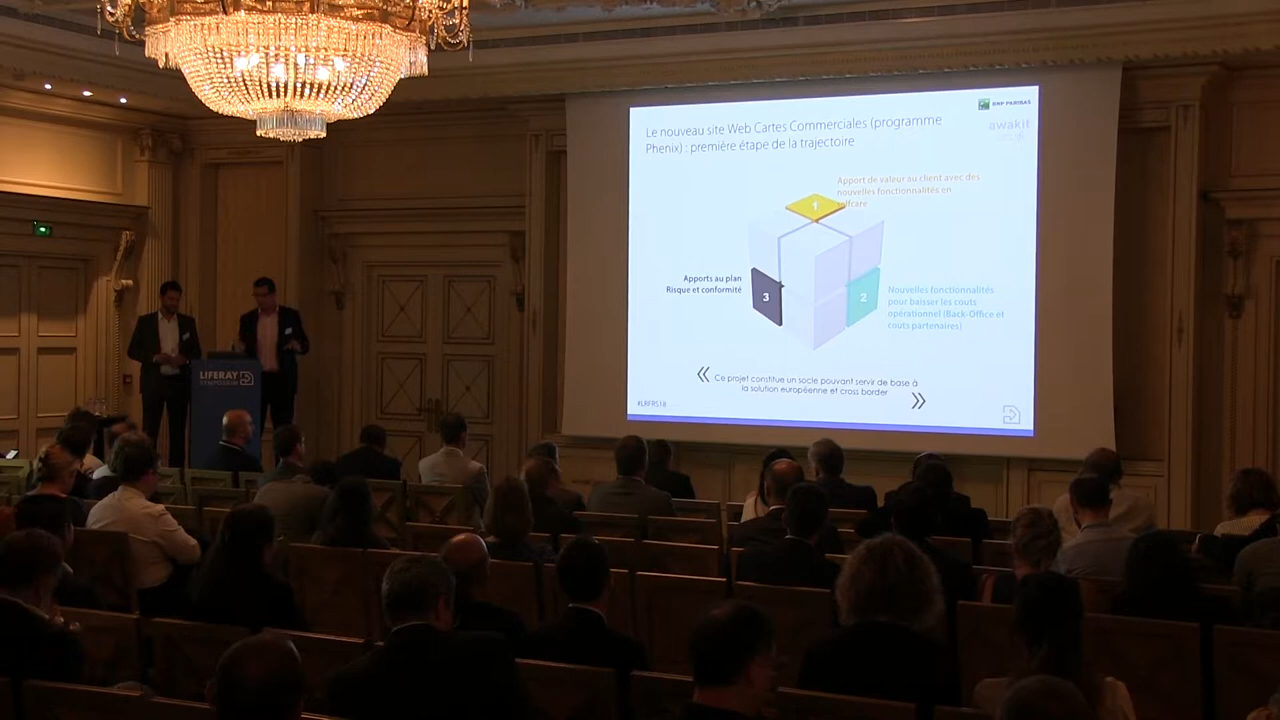 BNP PARIBAS
awakit
Le nouveau site Web Cartes Commerciales (programme
Phenix) : première étape de la trajectoire
Apport de valeur au client avec des
nouvelles fonctionnalités en
selfcare
1
Apports au plan
Risque et conformité
3
2
Nouvelles fonctionnalités
pour baisser les couts
opérationnel (Back-Office et
couts partenaires)
« Ce projet constitue un socle pouvant servir de base à
la solution européenne et cross border »
#LRFRS18
LIFERAY
SYMPOSIUM